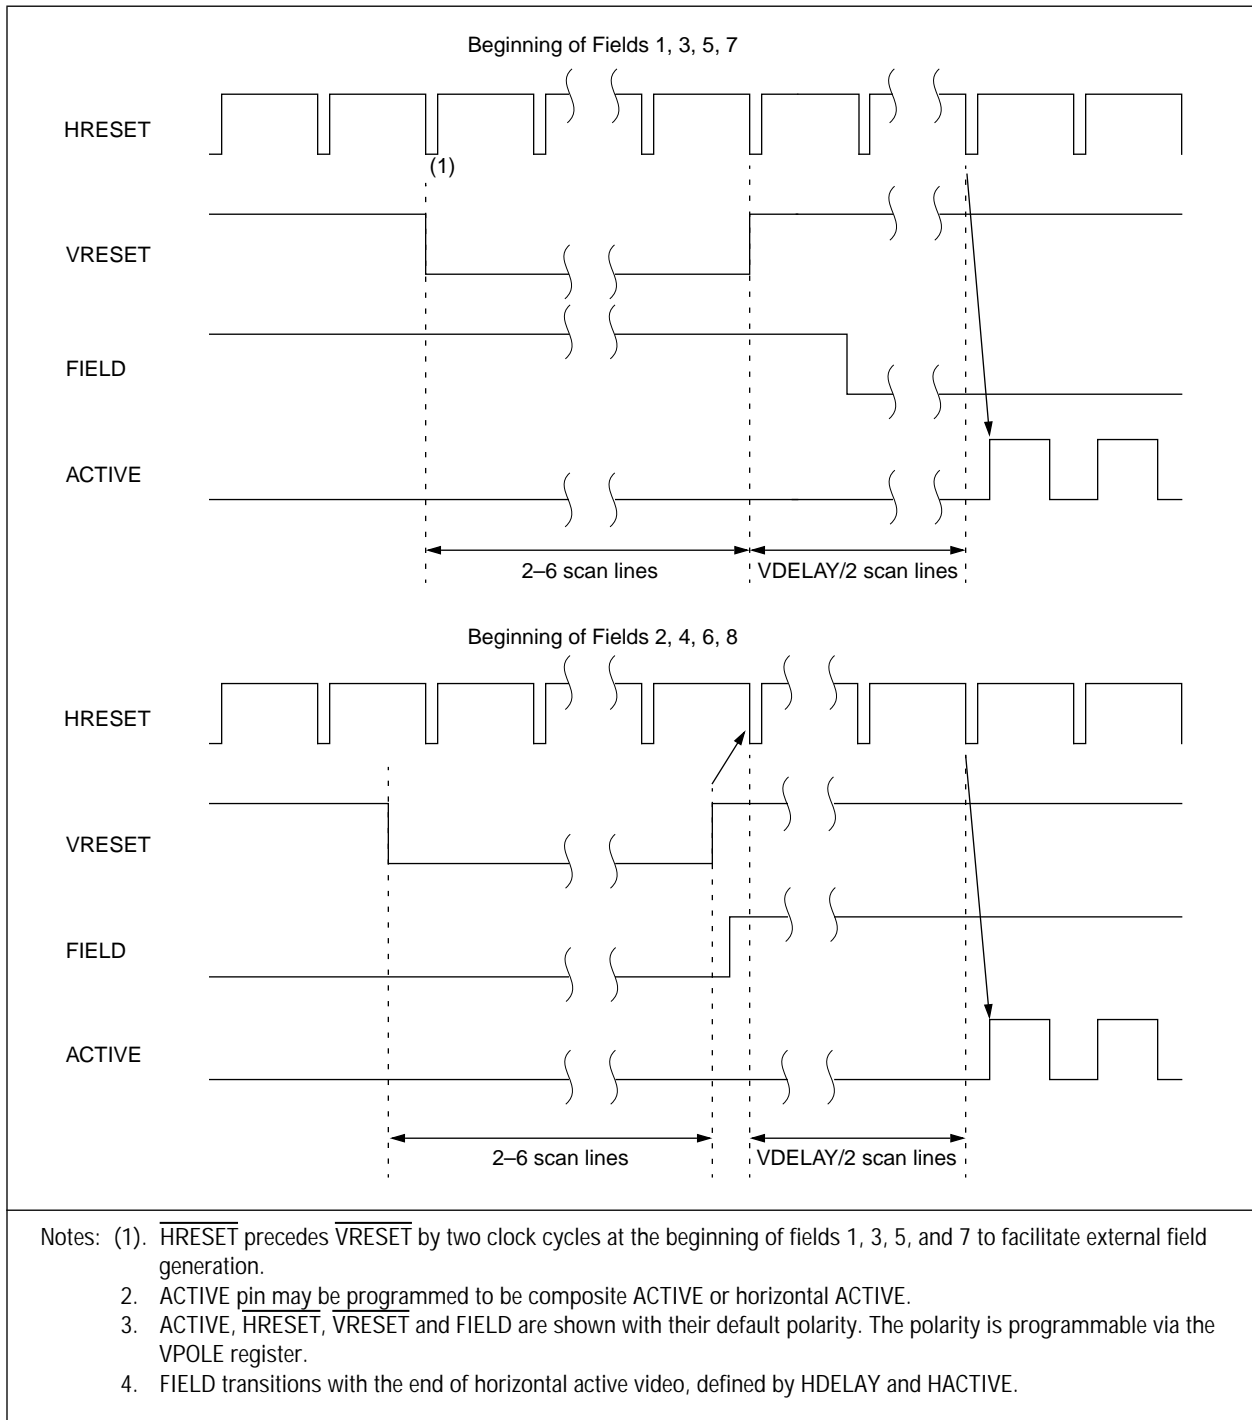 Beginning of Fields 1, 3, 5, 7
HRESET
(1)
VRESET
FIELD
ACTIVE
2–6 scan lines
VDELAY/2 scan lines
Beginning of Fields 2, 4, 6, 8
HRESET
VRESET
FIELD
ACTIVE
2–6 scan lines
VDELAY/2 scan lines
Notes: (1). HRESET precedes VRESET by two clock cycles at the beginning of fields 1, 3, 5, and 7 to facilitate external field
generation.
2. ACTIVE pin may be programmed to be composite ACTIVE or horizontal ACTIVE.
3. ACTIVE, HRESET, VRESET and FIELD are shown with their default polarity. The polarity is programmable via the
VPOLE register.
4. FIELD transitions with the end of horizontal active video, defined by HDELAY and HACTIVE.